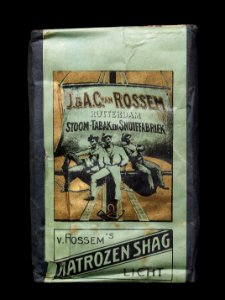 J. & A.C. VAN ROSSEM
ROTTERDAM
STOOM-TABAK EN SNUIFFABRIEK
V. ROSSEM'S
MATROZEN SHAG
LICHT